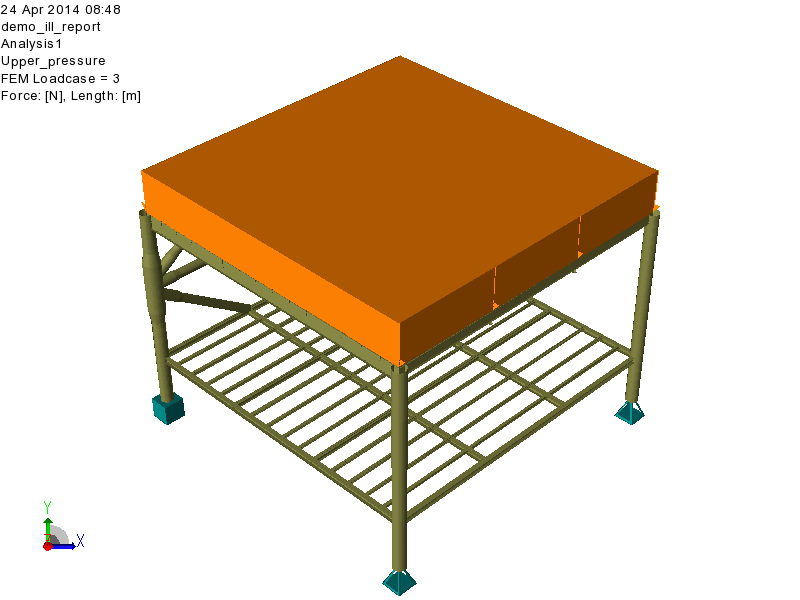 24 Apr 2014 08:48
demo_ill_report
Analysis1
Upper_pressure
FEM Loadcase = 3
Force: [N], Length: [m]
Y
X